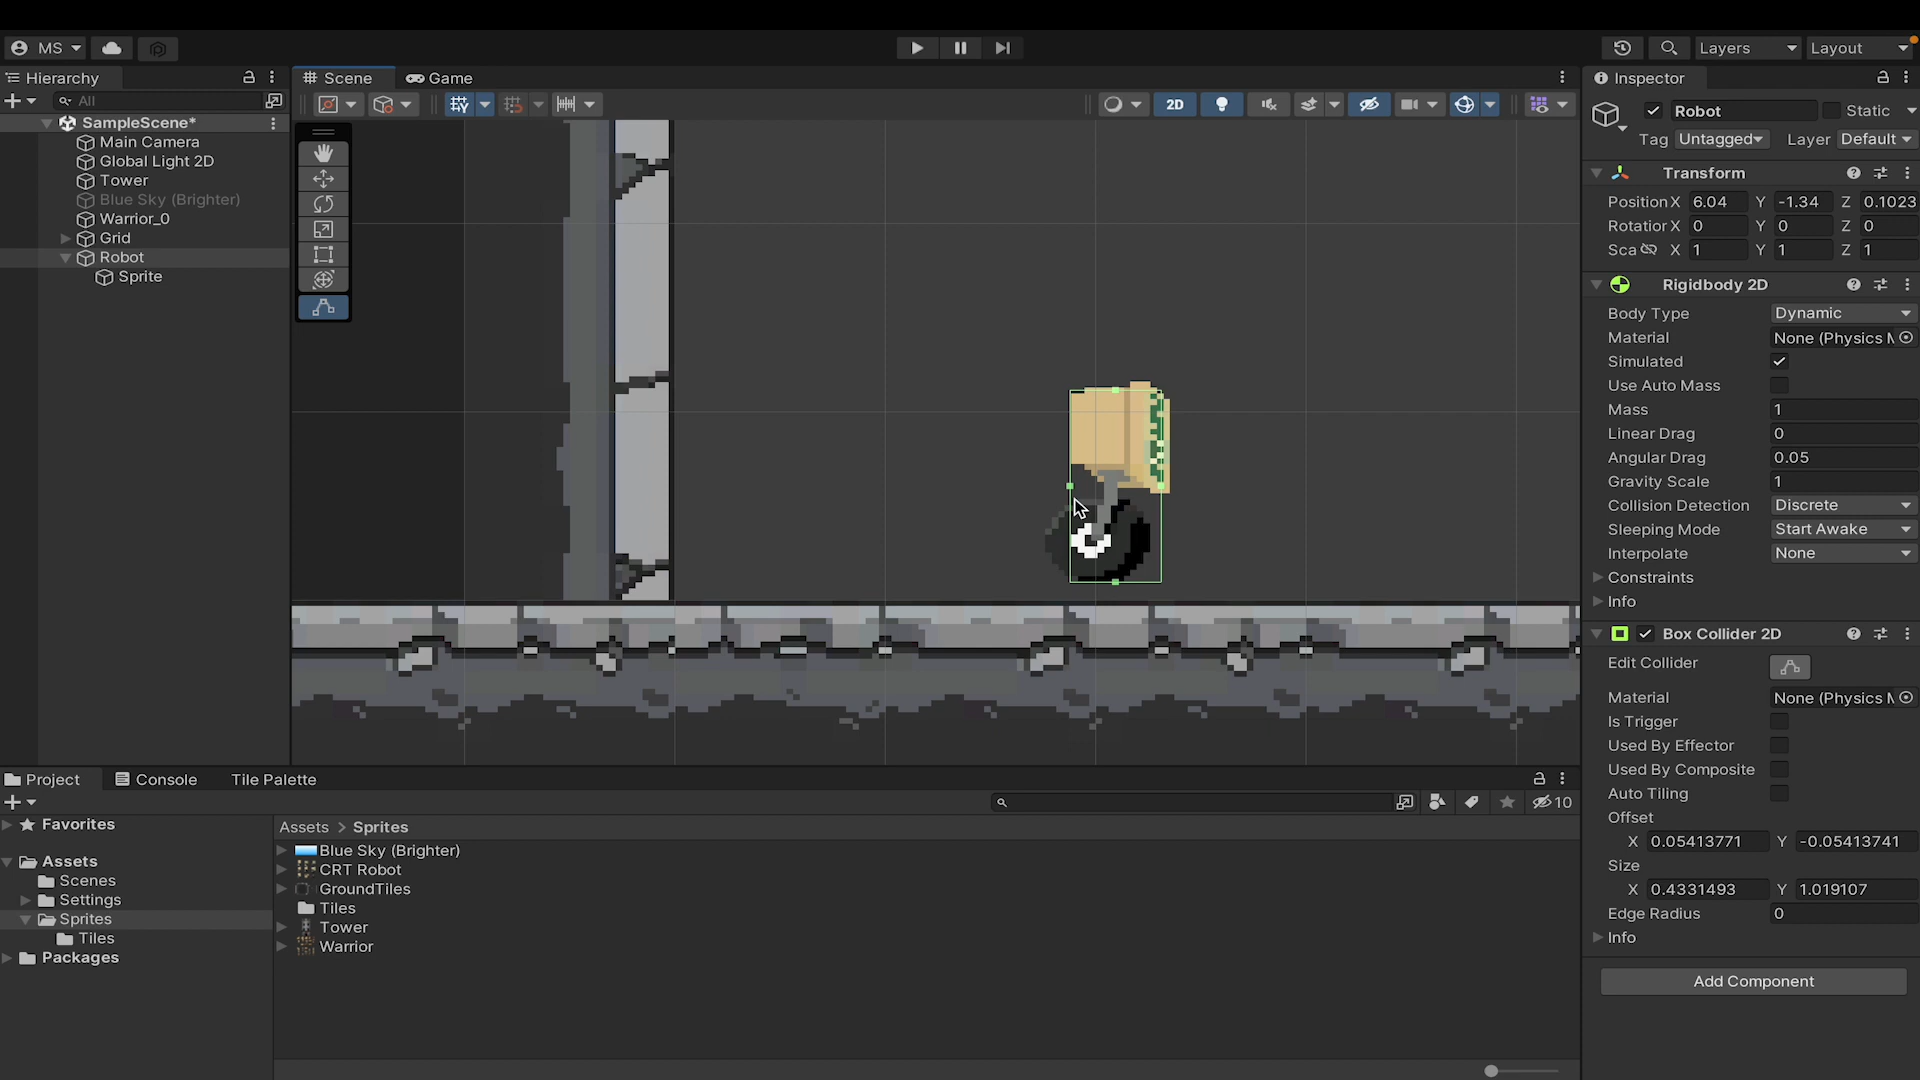 MS
Layers
Layout
Hierarchy
All
SampleScene*
Main Camera
Global Light 2D
Tower
Blue Sky (Brighter)
Warrior_0
Grid
Robot
Sprite
Scene
Game
2D
Inspector
Robot
Static
Tag Untagged Layer Default
Transform
Position X 6.04 Y -1.34 Z 0.1023
Rotatior X 0 Y 0 Z 0
Sca X 1 Y 1 Z 1
Rigidbody 2D
Body Type Dynamic
Material None (Physics M
Simulated
Use Auto Mass
Mass 1
Linear Drag 0
Angular Drag 0.05
Gravity Scale 1
Collision Detection Discrete
Sleeping Mode Start Awake
Interpolate None
Constraints
Info
Box Collider 2D
Edit Collider
Material None (Physics M
Is Trigger
Used By Effector
Used By Composite
Auto Tiling
Offset
X 0.05413771 Y -0.05413741
Size
X 0.4331493 Y 1.019107
Edge Radius 0
Info
Add Component
Project
Console
Tile Palette
10
Favorites
Assets
Scenes
Settings
Sprites
Tiles
Packages
Assets > Sprites
Blue Sky (Brighter)
CRT Robot
GroundTiles
Tiles
Tower
Warrior